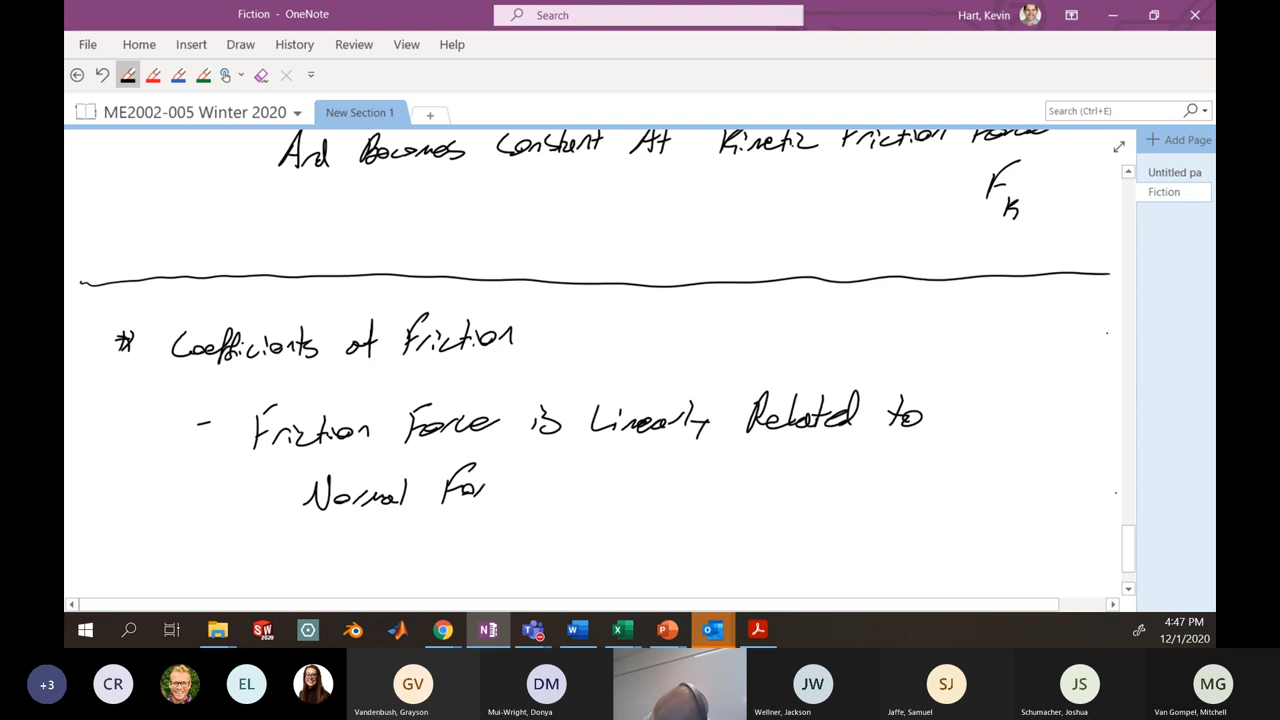 Fiction - OneNote
Search
Hart, Kevin
File Home Insert Draw History Review View Help
ME2002-005 Winter 2020
New Section 1
Search (Ctrl+E)
Add Page
Untitled pa
Fiction
And Becomes Constant At Kinetic Friction Force
F
K
* Coefficients of Friction
- Friction Force is Linearly Related to
Normal For
SW
2020
4:47 PM
12/1/2020
+3
CR
EL
GV
Vandenbush, Grayson
DM
Mui-Wright, Donya
JW
Wellner, Jackson
SJ
Jaffe, Samuel
JS
Schumacher, Joshua
MG
Van Gompel, Mitchell